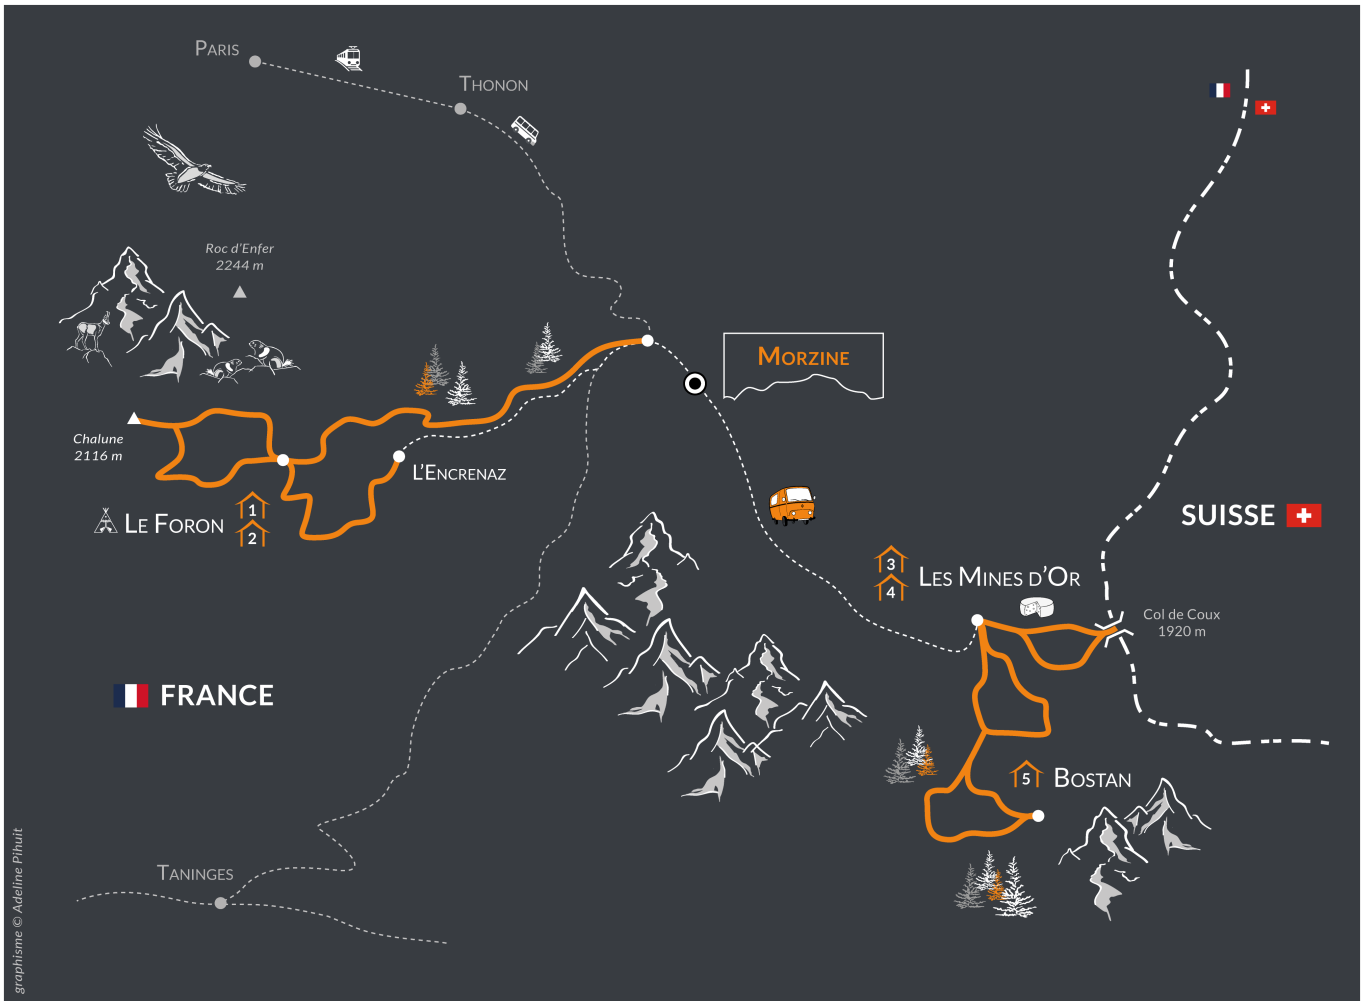 PARIS
THONON
Roc d'Enfer
2244 m
MORZINE
Chalune
2116 m
L'ENCRENAZ
LE FORON
1
2
SUISSE
3
4
LES MINES D'OR
Col de Coux
1920 m
FRANCE
5
BOSTAN
TANINGES
graphisme © Adeline Pihuit